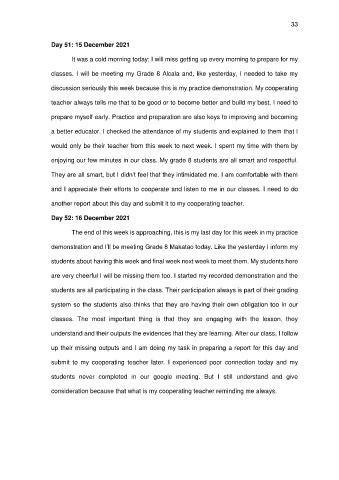 33
Day 51: 15 December 2021
It was a cold morning today; I will miss getting up every morning to prepare for my
classes. I will be meeting my Grade 8 Alcala and, like yesterday, I needed to take my
discussion seriously this week because this is my practice demonstration. My cooperating
teacher always tells me that to be good or to become better and build my best, I need to
prepare myself early. Practice and preparation are also keys to improving and becoming
a better educator. I checked the attendance of my students and explained to them that I
would only be their teacher from this week to next week. I spent my time with them by
enjoying our few minutes in our class. My grade 8 students are all smart and respectful.
They are all smart, but I didn't feel that they intimidated me. I am comfortable with them
and I appreciate their efforts to cooperate and listen to me in our classes. I need to do
another report about this day and submit it to my cooperating teacher.
Day 52: 16 December 2021
The end of this week is approaching, this is my last day for this week in my practice
demonstration and I'll be meeting Grade 8 Makatao today. Like the yesterday I inform my
students about having this week and final week next week to meet them. My students here
are very cheerful I will be missing them too. I started my recorded demonstration and the
students are all participating in the class. Their participation always is part of their grading
system so the students also thinks that they are having their own obligation too in our
classes. The most important thing is that they are engaging with the lesson, they
understand and their outputs the evidences that they are learning. After our class, I follow
up their missing outputs and I am doing my task in preparing a report for this day and
submit to my cooperating teacher later. I experienced poor connection today and my
students never completed in our google meeting. But I still understand and give
consideration because that what is my cooperating teacher reminding me always.